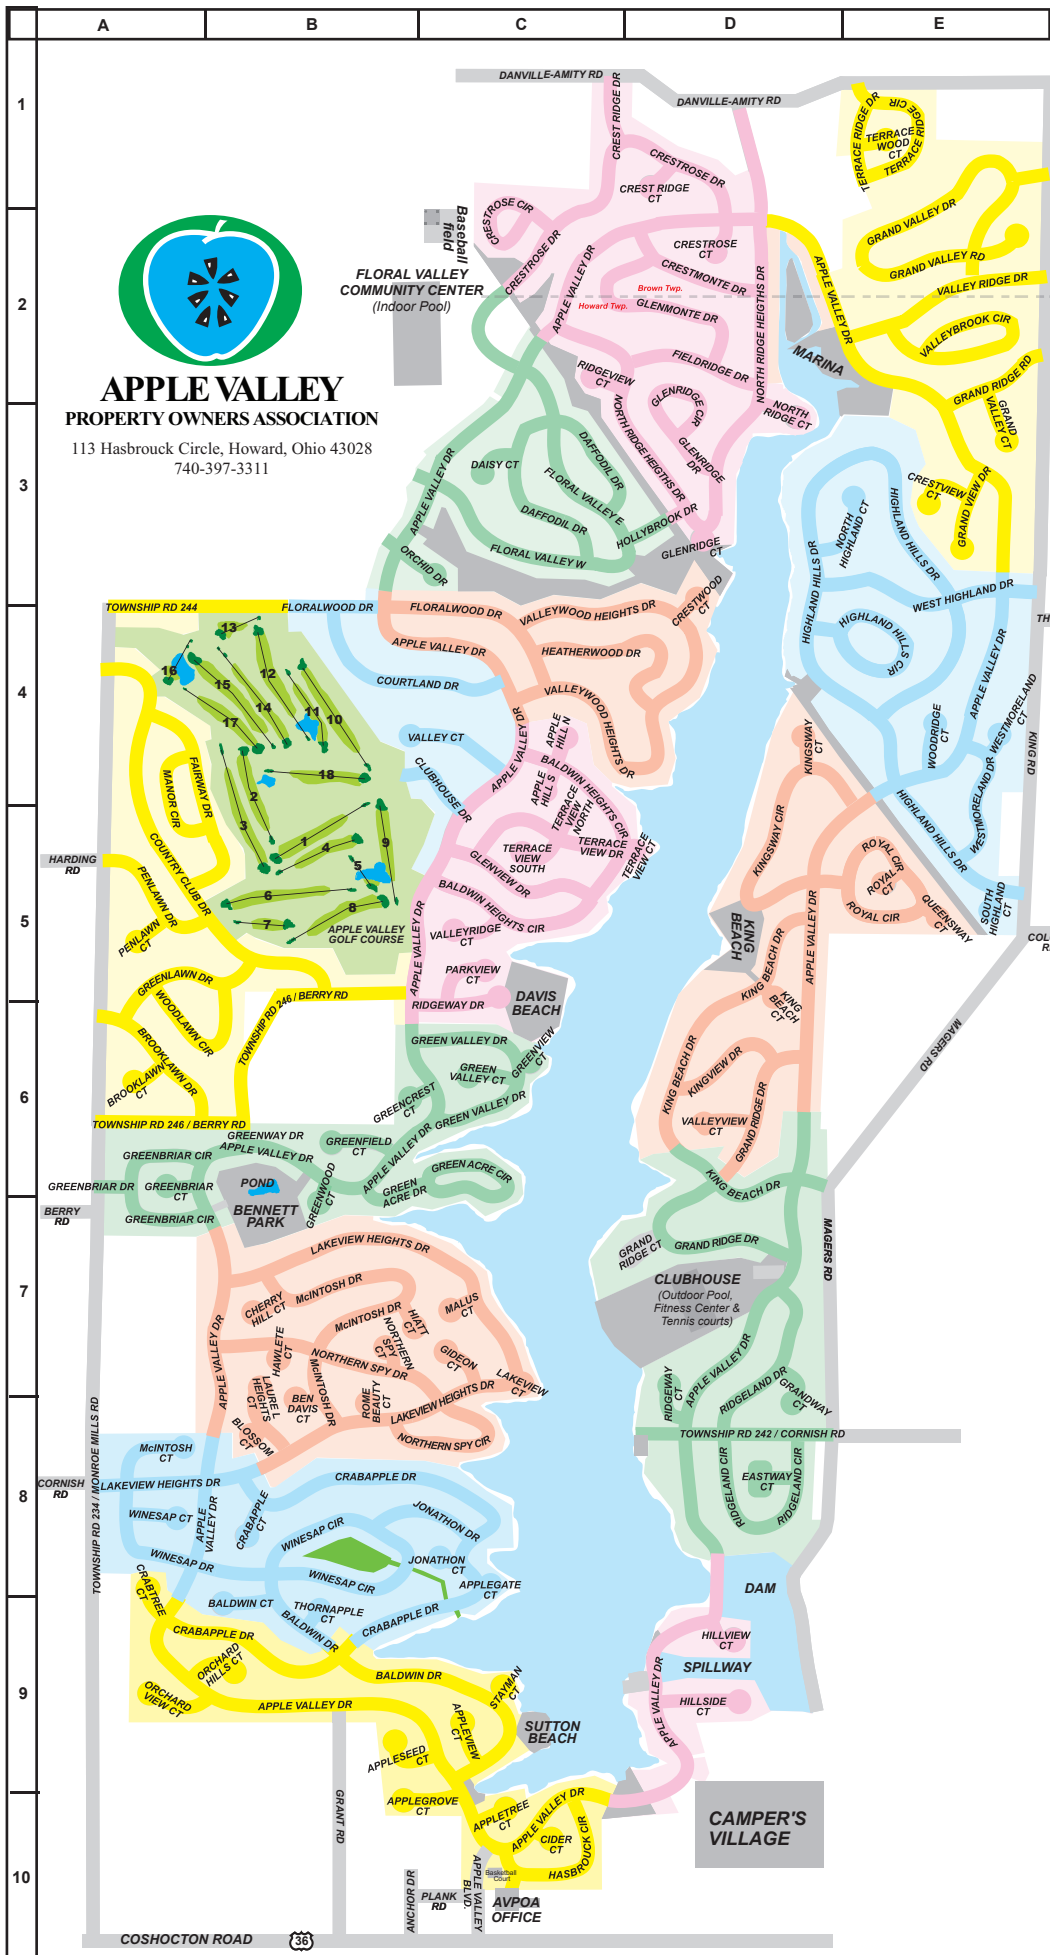 A
B
C
D
E
1
2
3
4
5
6
7
8
9
10
APPLE VALLEY
PROPERTY OWNERS ASSOCIATION
113 Hasbrouck Circle, Howard, Ohio 43028
740-397-3311
DANVILLE-AMITY RD
DANVILLE-AMITY RD
CREST RIDGE DR
CRESTROSE DR
CREST RIDGE
CT
CRESTROSE CIR
CRESTROSE DR
APPLE VALLEY DR
CRESTROSE
CT
CRESTMONTE DR
Brown Twp.
Howard Twp.
GLENMONTE DR
FIELDRIDGE DR
NORTH RIDGE HEIGTHS DR
RIDGEVIEW
CT
GLENRIDGE CIR
NORTH
RIDGE CT
NORTH RIDGE HEIGTHS DR
GLENRIDGE
DR
GLENRIDGE
CT
Baseball
field
FLORAL VALLEY
COMMUNITY CENTER
(Indoor Pool)
TERRACE RIDGE DR
TERRACE RIDGE CIR
TERRACE
WOOD
CT
GRAND VALLEY DR
GRAND VALLEY RD
VALLEY RIDGE DR
APPLE VALLEY DR
VALLEYBROOK CIR
GRAND RIDGE RD
GRAND
VALLEY CT
MARINA
CRESTVIEW
CT
GRAND VIEW DR
DAISY CT
DAFFODIL DR
FLORAL VALLEY E
DAFFODIL DR
FLORAL VALLEY W
HOLLYBROOK DR
APPLE VALLEY DR
ORCHID DR
NORTH
HIGHLAND CT
HIGHLAND HILLS DR
HIGHLAND HILLS DR
WEST HIGHLAND DR
HIGHLAND HILLS CIR
APPLE VALLEY DR
WOODRIDGE
CT
WESTMORELAND
CT
WESTMORELAND DR
HIGHLAND HILLS DR
SOUTH
HIGHLAND
CT
KING RD
TH
COL
R
TOWNSHIP RD 244
FLORALWOOD DR
FLORALWOOD DR
VALLEYWOOD HEIGHTS DR
CRESTWOOD
CT
APPLE VALLEY DR
HEATHERWOOD DR
VALLEYWOOD HEIGHTS DR
COURTLAND DR
VALLEY CT
CLUBHOUSE DR
APPLE VALLEY DR
APPLE
HILL N
APPLE
HILL S
BALDWIN HEIGHTS CIR
TERRACE
VIEW
NORTH
TERRACE
VIEW DR
TERRACE
VIEW CT
TERRACE
VIEW
SOUTH
GLENVIEW DR
BALDWIN HEIGHTS CIR
VALLEYRIDGE
CT
PARKVIEW
CT
RIDGEWAY DR
APPLE VALLEY DR
DAVIS
BEACH
13
16
15
12
14
17
11
10
18
2
3
1
4
9
5
6
7
8
APPLE VALLEY
GOLF COURSE
FAIRWAY DR
MANOR CIR
COUNTRY CLUB DR
HARDING
RD
PENLAWN DR
PENLAWN
CT
GREENLAWN DR
WOODLAWN CIR
BROOKLAWN DR
BROOKLAWN
CT
TOWNSHIP RD 246 / BERRY RD
TOWNSHIP RD 246 / BERRY RD
KINGSWAY
CT
KINGSWAY CIR
ROYAL CIR
ROYAL
CT
ROYAL CIR
QUEENSWAY
CT
KING
BEACH
APPLE VALLEY DR
KING BEACH DR
KING
BEACH
CT
KING BEACH DR
KINGVIEW DR
VALLEYVIEW
CT
GRAND RIDGE DR
MAGERS RD
GREEN VALLEY DR
GREENVIEW
CT
GREEN
VALLEY CT
GREENCREST
CT
GREEN VALLEY DR
APPLE VALLEY DR
GREENWAY DR
APPLE VALLEY DR
GREENFIELD
CT
GREENBRIAR CIR
GREENBRIAR DR
GREENBRIAR
CT
GREENBRIAR CIR
POND
BENNETT
PARK
GREENWOOD
CT
GREEN
ACRE DR
GREEN ACRE CIR
BERRY
RD
KING BEACH DR
GRAND
RIDGE CT
GRAND RIDGE DR
MAGERS RD
CLUBHOUSE
(Outdoor Pool,
Fitness Center &
Tennis courts)
APPLE VALLEY DR
RIDGEWAY
CT
RIDGELAND DR
GRANDWAY
CT
TOWNSHIP RD 242 / CORNISH RD
RIDGELAND CIR
EASTWAY
CT
RIDGELAND CIR
LAKEVIEW HEIGHTS DR
CHERRY
HILL CT
McINTOSH DR
McINTOSH DR
HIATT
CT
MALUS
CT
NORTHERN
SPY
CT
GIDEON
CT
HAWLETE
CT
NORTHERN SPY DR
LAKEVIEW
CT
APPLE VALLEY DR
LAUREL
HEIGHTS
CT
BEN
DAVIS
CT
McINTOSH DR
ROME
BEAUTY
CT
LAKEVIEW HEIGHTS DR
BLOSSOM
CT
NORTHERN SPY CIR
McINTOSH
CT
CORNISH
RD
LAKEVIEW HEIGHTS DR
CRABAPPLE DR
WINESAP CT
APPLE
VALLEY DR
CRABAPPLE
CT
WINESAP CIR
JONATHON DR
WINESAP DR
JONATHON
CT
WINESAP CIR
APPLEGATE
CT
BALDWIN CT
THORNAPPLE
CT
BALDWIN DR
CRABAPPLE DR
TOWNSHIP RD 234 / MONROE MILLS RD
CRABTREE
CT
CRABAPPLE DR
ORCHARD
HILLS CT
ORCHARD
VIEW CT
APPLE VALLEY DR
BALDWIN DR
STAYMAN
CT
APPLEVIEW
CT
APPLESEED
CT
SUTTON
BEACH
APPLEGROVE
CT
APPLETREE
CT
APPLE VALLEY DR
CIDER
CT
HASBROUCK CIR
Basketball
Court
AVPOA
OFFICE
APPLE VALLEY
BLVD.
PLANK
RD
ANCHOR DR
GRANT RD
DAM
HILLVIEW
CT
SPILLWAY
HILLSIDE
CT
APPLE VALLEY DR
CAMPER'S
VILLAGE
COSHOCTON ROAD
36